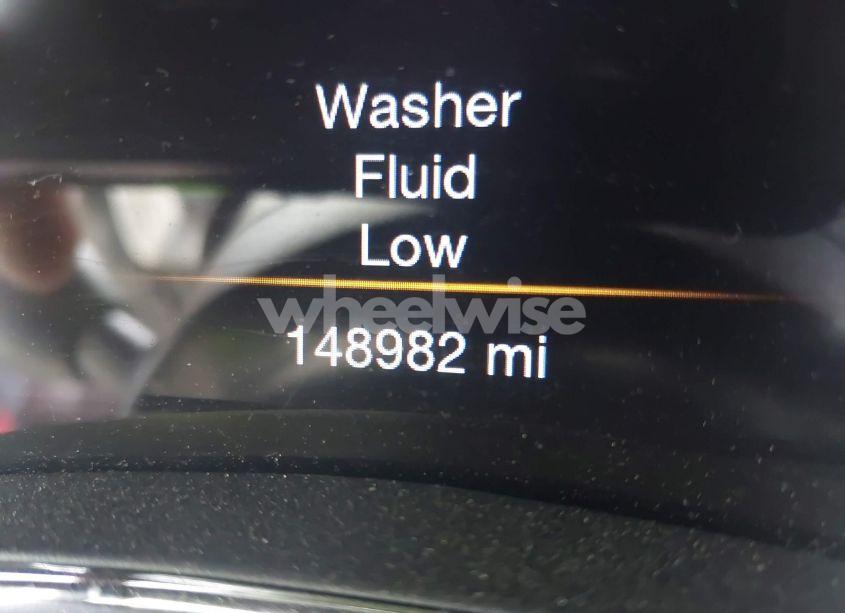 Washer
Fluid
Low
wheelwise
148982 mi